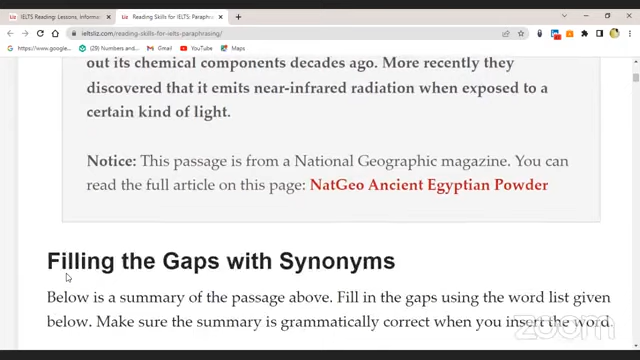 IELTS Reading: Lessons, Informa
Reading Skills for IELTS: Paraphra
ieltsliz.com/reading-skills-for-ielts-paraphrasing/
https://www.google...
(23) Numbers and...
Gmail
YouTube
Maps
out its chemical components decades ago. More recently they
discovered that it emits near-infrared radiation when exposed to a
certain kind of light.
Notice: This passage is from a National Geographic magazine. You can
read the full article on this page: NatGeo Ancient Egyptian Powder
Filling the Gaps with Synonyms
Below is a summary of the passage above. Fill in the gaps using the word list given
below. Make sure the summary is grammatically correct when you insert the word.
zoom